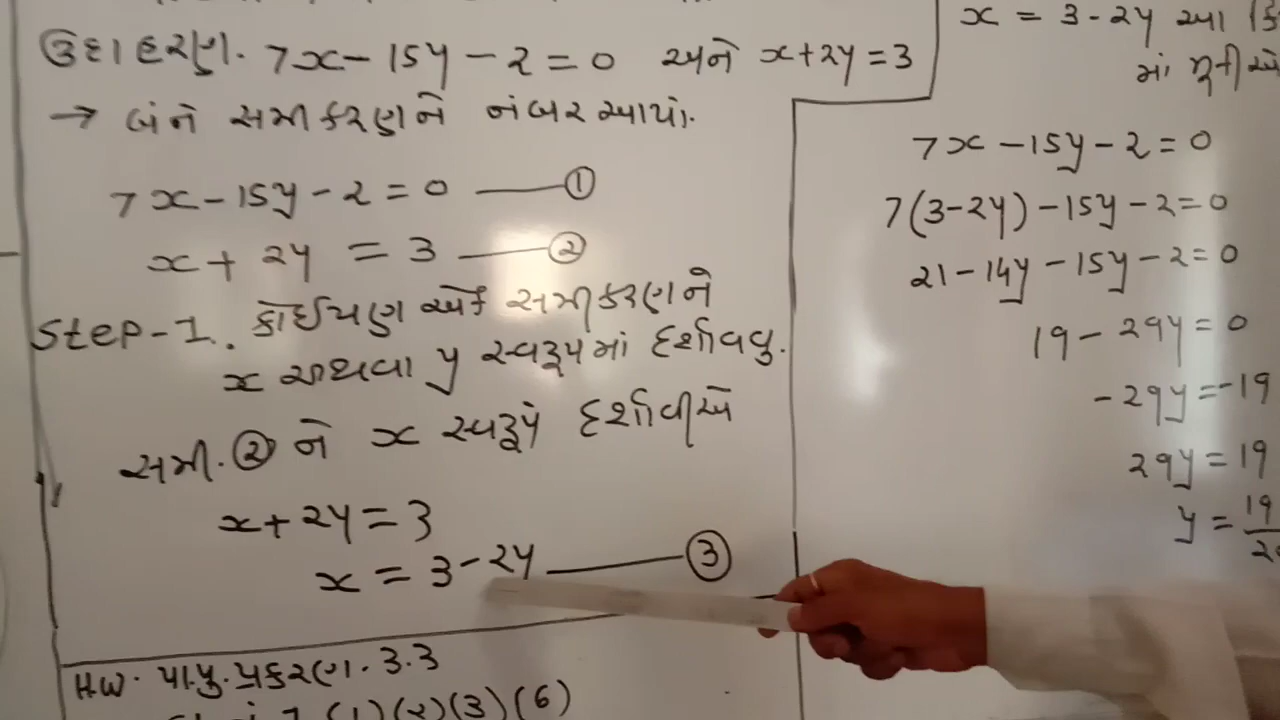 ઉદાહરણ. 7x - 15y - 2 = 0 અને x + 2y = 3
→ બંને સમીકરણને નંબર આપો.
7x - 15y - 2 = 0 —— ①
x + 2y = 3 —— ②
Step-1. કોઈપણ એક સમીકરણને
x અથવા y સ્વરૂપમાં દર્શાવવુ.
સમી. ② ને x સ્વરૂપે દર્શાવીએ
x + 2y = 3
x = 3 - 2y —— ③
H.W. પા.પુ. પ્રકરણ. 3.3
1 (1) (2) (3) (6)
x = 3 - 2y આ કિ
માં મૂકીએ
7x - 15y - 2 = 0
7(3 - 2y) - 15y - 2 = 0
21 - 14y - 15y - 2 = 0
19 - 29y = 0
- 29y = -19
29y = 19
y = 19/2